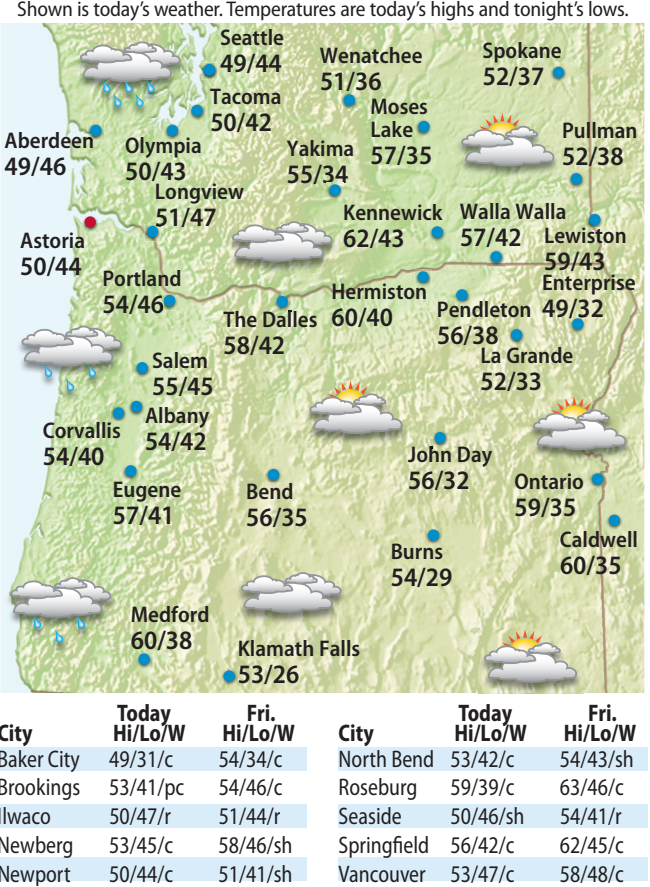 Shown is today's weather. Temperatures are today's highs and tonight's lows.
Seattle
49/44
Wenatchee
51/36
Spokane
52/37
Tacoma
50/42
Moses
Lake
57/35
Aberdeen
49/46
Olympia
50/43
Yakima
55/34
Pullman
52/38
Longview
51/47
Kennewick
62/43
Walla Walla
57/42
Lewiston
59/43
Astoria
50/44
Portland
54/46
The Dalles
58/42
Hermiston
60/40
Pendleton
56/38
Enterprise
49/32
La Grande
52/33
Salem
55/45
Albany
54/42
Corvallis
54/40
Eugene
57/41
Bend
56/35
John Day
56/32
Ontario
59/35
Burns
54/29
Caldwell
60/35
Medford
60/38
Klamath Falls
53/26
Today Fri.
City Hi/Lo/W Hi/Lo/W
Baker City 49/31/c 54/34/c
Brookings 53/41/pc 54/46/c
Ilwaco 50/47/r 51/44/r
Newberg 53/45/c 58/46/sh
Newport 50/44/c 51/41/sh
Today Fri.
City Hi/Lo/W Hi/Lo/W
North Bend 53/42/c 54/43/sh
Roseburg 59/39/c 63/46/c
Seaside 50/46/sh 54/41/r
Springfield 56/42/c 62/45/c
Vancouver 53/47/c 58/48/c